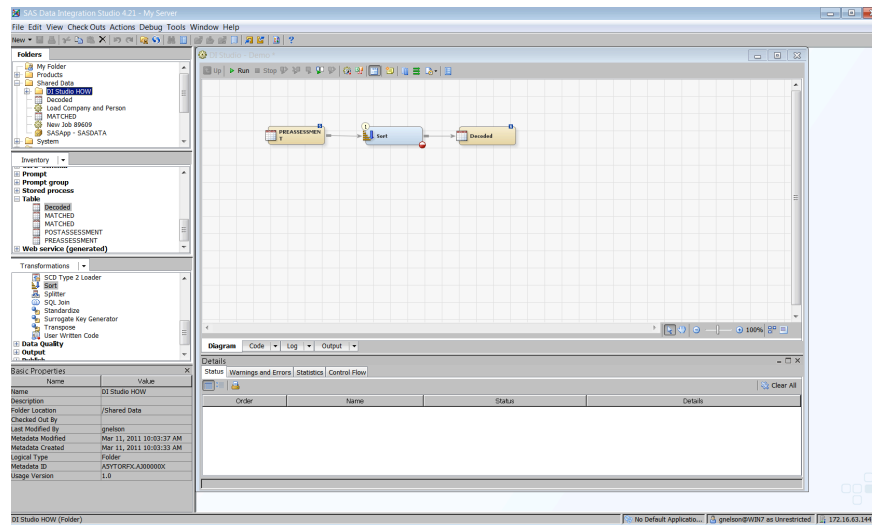 SAS Data Integration Studio 4.21 - My Server
File Edit View Check Outs Actions Debug Tools Window Help
New
Folders
My Folder
Products
Shared Data
DI Studio HOW
Decoded
Load Company and Person
MATCHED
New Job 89609
SASApp - SASDATA
System
Inventory
Prompt
Prompt group
Stored process
Table
Decoded
MATCHED
MATCHED
POSTASSESSMENT
PREASSESSMENT
Web service (generated)
Transformations
SCD Type 2 Loader
Sort
Splitter
SQL Join
Standardize
Surrogate Key Generator
Transpose
User Written Code
Data Quality
Output
Basic Properties
Name Value
Name DI Studio HOW
Description
Folder Location /Shared Data
Checked Out By
Last Modified By gnelson
Metadata Modified Mar 11, 2011 10:03:37 AM
Metadata Created Mar 11, 2011 10:03:33 AM
Logical Type Folder
Metadata ID A5YTORFX.AJ00000X
Usage Version 1.0
Up Run Stop
PREASSESSMEN
T
1
Sort
Decoded
100%
Diagram Code Log Output
Details
Status Warnings and Errors Statistics Control Flow
Clear All
Order Name Status Details
DI Studio HOW (Folder)
No Default Applicatio... gnelson@WIN7 as Unrestricted 172.16.63.144